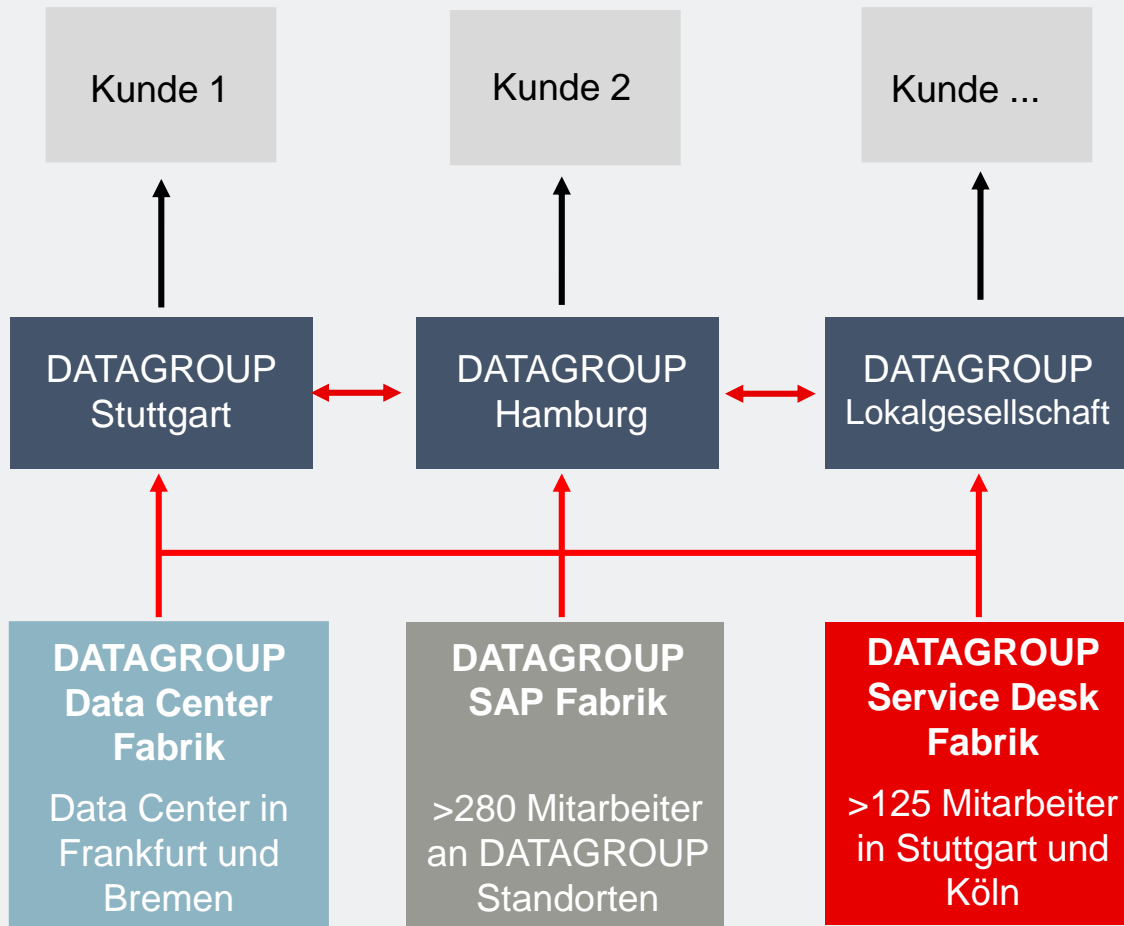 Kunde 1
Kunde 2
Kunde ...
DATAGROUP
Stuttgart
DATAGROUP
Hamburg
DATAGROUP
Lokalgesellschaft
DATAGROUP
Data Center
Fabrik
Data Center in
Frankfurt und
Bremen
DATAGROUP
SAP Fabrik
>280 Mitarbeiter
an DATAGROUP
Standorten
DATAGROUP
Service Desk
Fabrik
>125 Mitarbeiter
in Stuttgart und
Köln